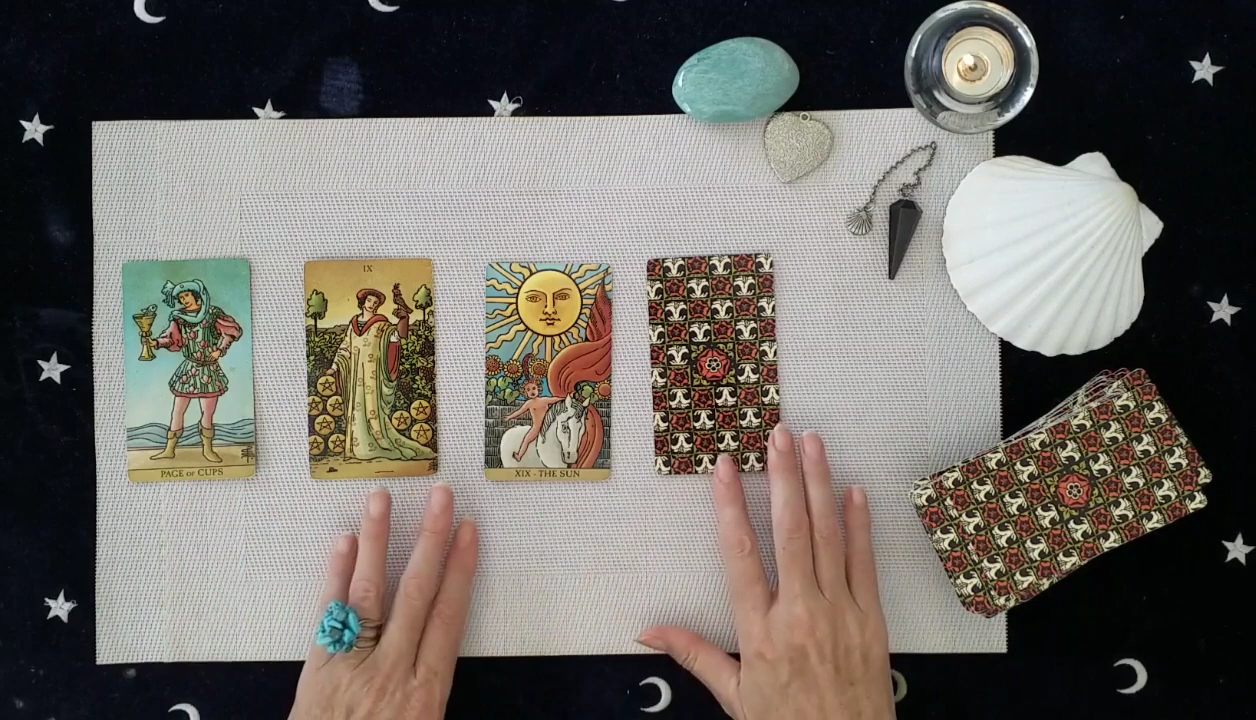 PAGE OF CUPS
IX
XIX - THE SUN